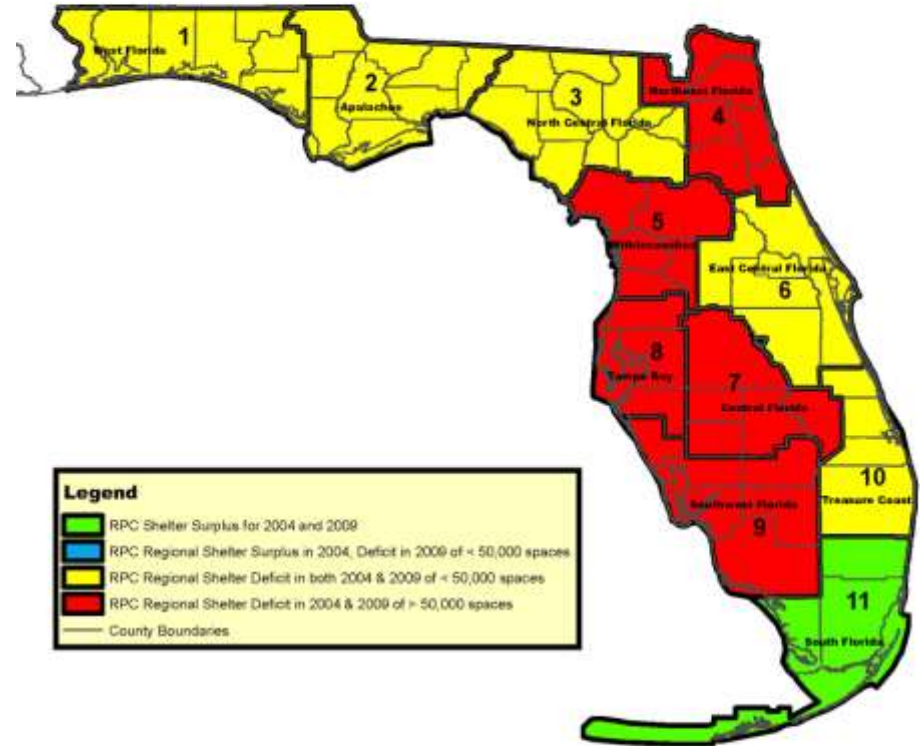 1
West Florida
2
Apalachee
3
North Central Florida
Northeast Florida
4
5
Withlacoochee
East Central Florida
6
8
Tampa Bay
7
Central Florida
Southwest Florida
9
10
Treasure Coast
11
South Florida
Legend
RPC Shelter Surplus for 2004 and 2009
RPC Regional Shelter Surplus in 2004, Deficit in 2009 of < 50,000 spaces
RPC Regional Shelter Deficit in both 2004 & 2009 of < 50,000 spaces
RPC Regional Shelter Deficit in 2004 & 2009 of > 50,000 spaces
County Boundaries